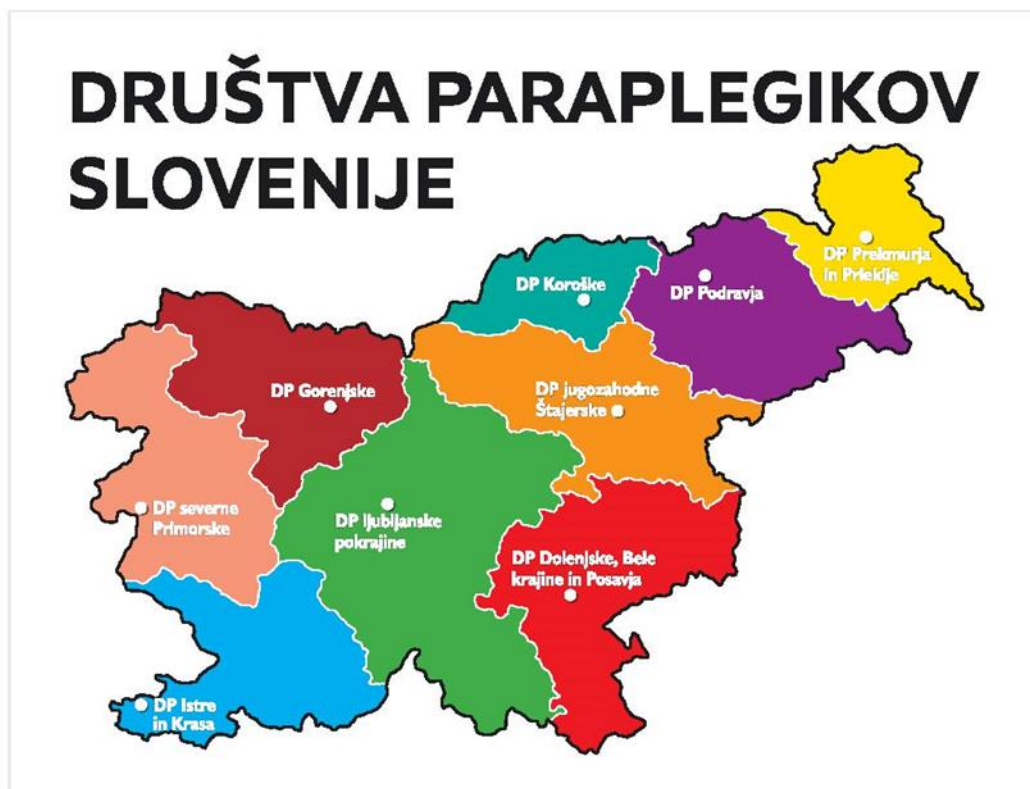 DRUŠTVA PARAPLEGIKOV
SLOVENIJE
DP Prekmurja
in Prlekije
DP Koroške
DP Podravja
DP Gorenjske
DP jugozahodne
Štajerske
DP severne
Primorske
DP ljubljanske
pokrajine
DP Dolenjske, Bele
krajine in Posavja
DP Istre
in Krasa